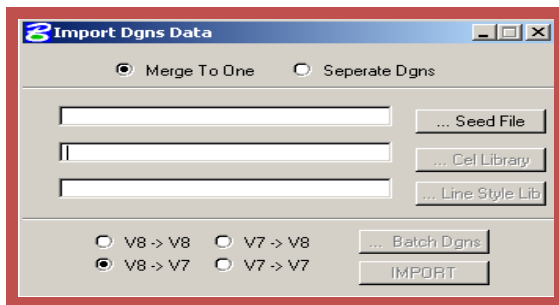 Import Dgns Data
Merge To One Seperate Dgns
... Seed File
... Cel Library
... Line Style Lib
V8 -> V8 V7 -> V8 ... Batch Dgns
V8 -> V7 V7 -> V7 IMPORT